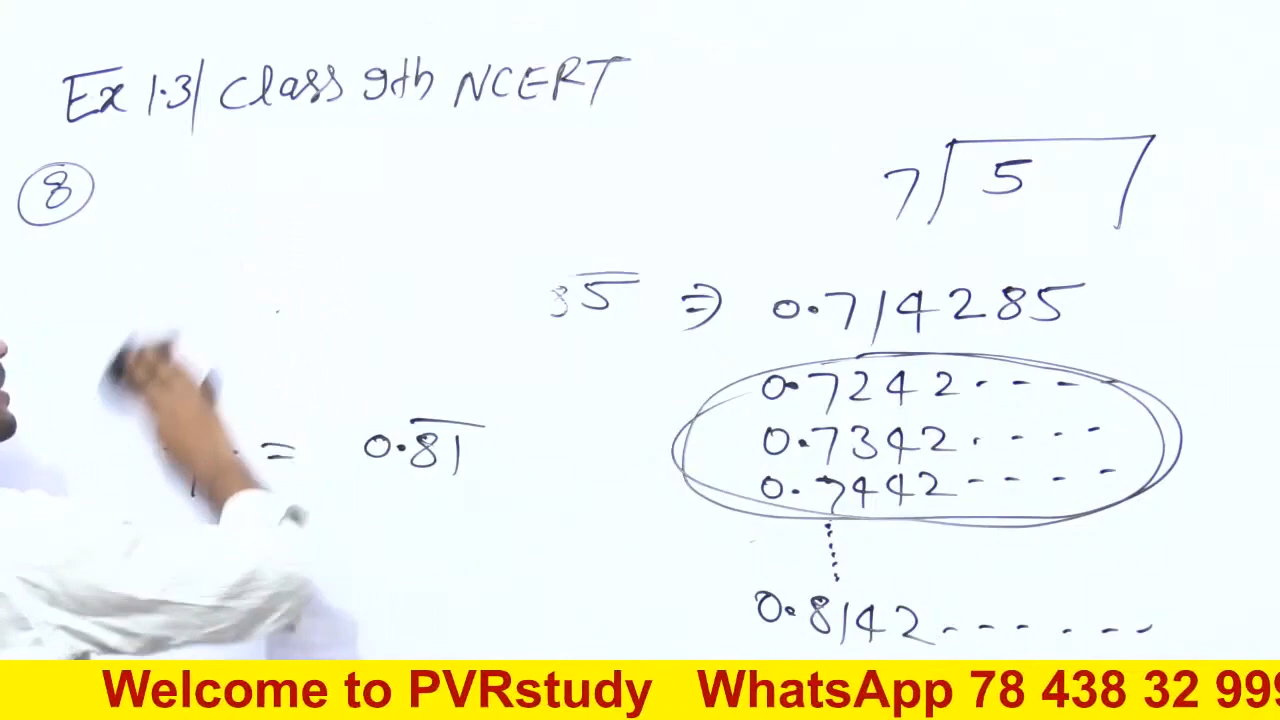 Ex 1.3| Class 9th NCERT
8
7 5
5 ⇒ 0.714285
0.7242----
= 0.81 0.7342.----
0.7442-----
0.8142-------
Welcome to PVRstudy WhatsApp 78 438 32 999